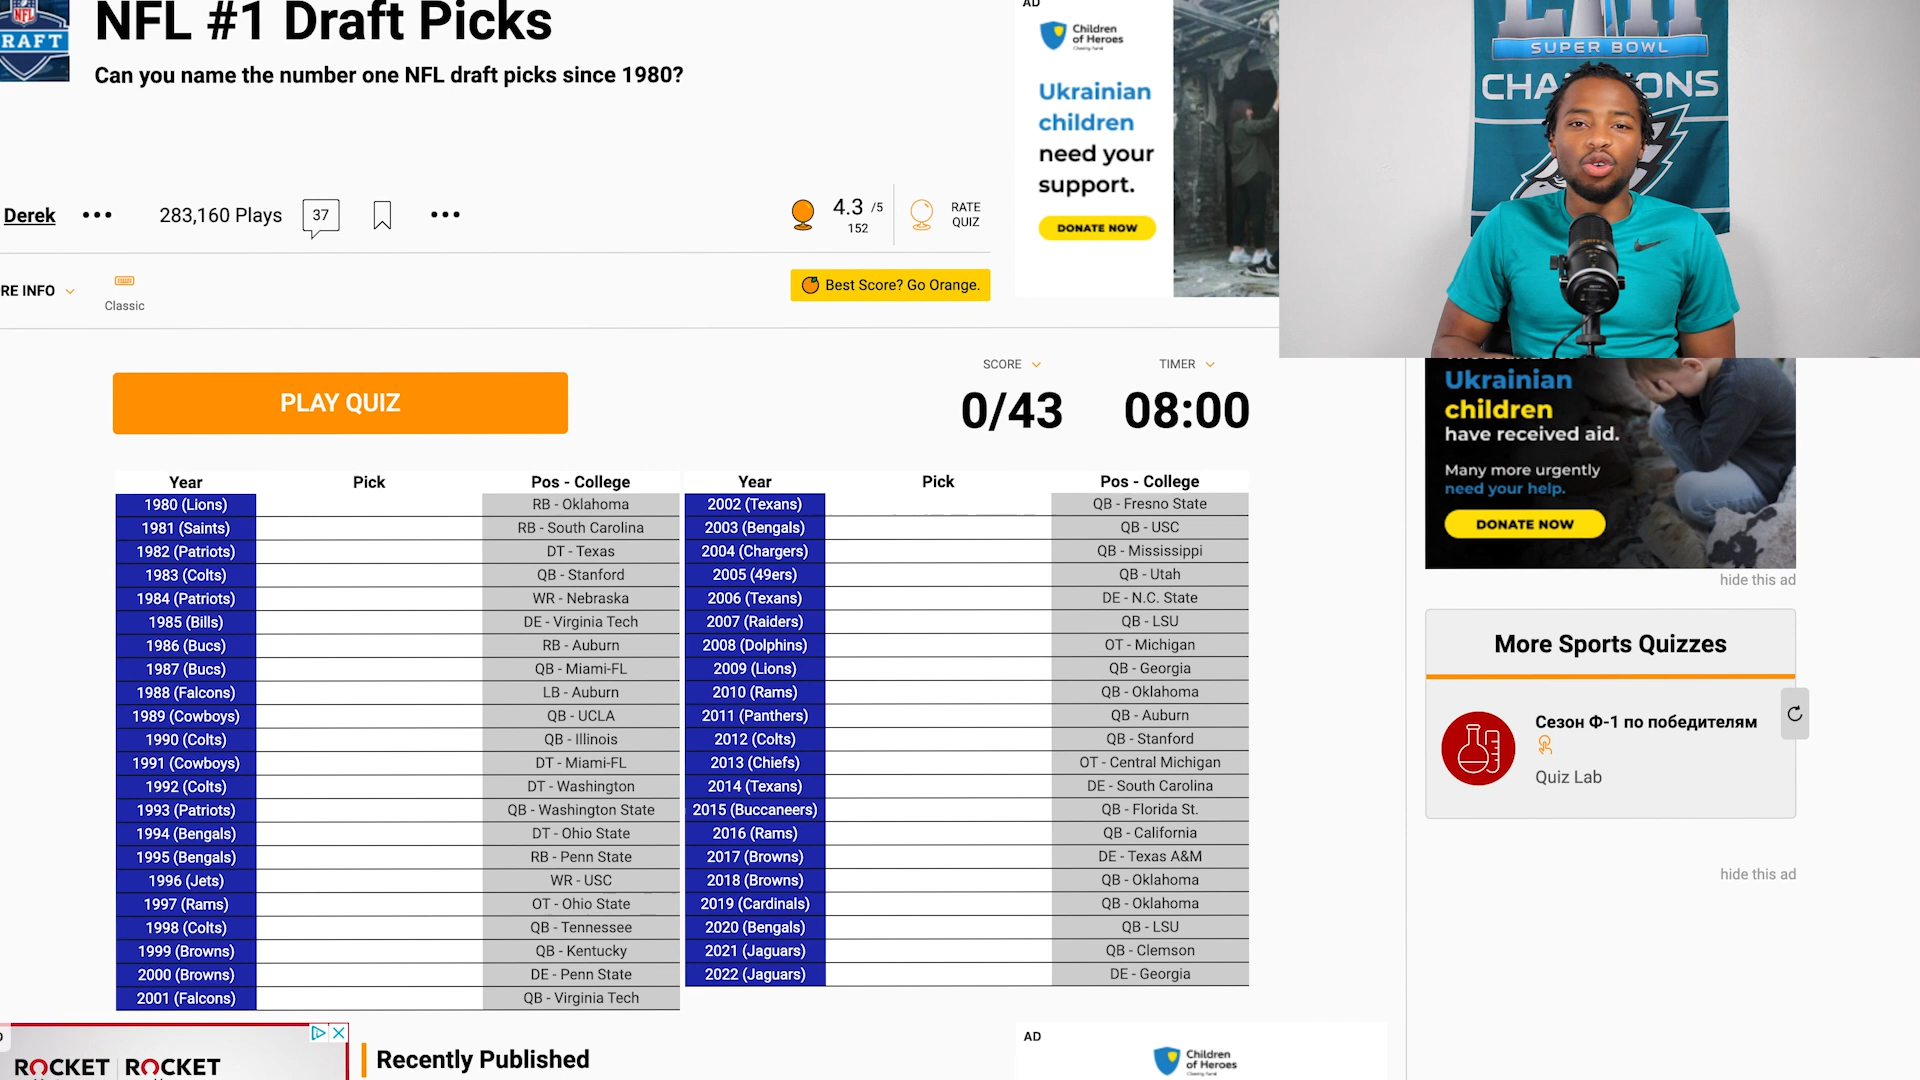 NFL #1 Draft Picks
Can you name the number one NFL draft picks since 1980?
NFL
RAFT
Derek
283,160 Plays
37
4.3 /5
152
RATE
QUIZ
RE INFO
Classic
Best Score? Go Orange.
AD
Children
of Heroes
Ukrainian
children
need your
support.
DONATE NOW
SUPER BOWL
PLAY QUIZ
SCORE
0/43
TIMER
08:00
Year Pick Pos - College
1980 (Lions) RB - Oklahoma
1981 (Saints) RB - South Carolina
1982 (Patriots) DT - Texas
1983 (Colts) QB - Stanford
1984 (Patriots) WR - Nebraska
1985 (Bills) DE - Virginia Tech
1986 (Bucs) RB - Auburn
1987 (Bucs) QB - Miami-FL
1988 (Falcons) LB - Auburn
1989 (Cowboys) QB - UCLA
1990 (Colts) QB - Illinois
1991 (Cowboys) DT - Miami-FL
1992 (Colts) DT - Washington
1993 (Patriots) QB - Washington State
1994 (Bengals) DT - Ohio State
1995 (Bengals) RB - Penn State
1996 (Jets) WR - USC
1997 (Rams) OT - Ohio State
1998 (Colts) QB - Tennessee
1999 (Browns) QB - Kentucky
2000 (Browns) DE - Penn State
2001 (Falcons) QB - Virginia Tech
Year Pick Pos - College
2002 (Texans) QB - Fresno State
2003 (Bengals) QB - USC
2004 (Chargers) QB - Mississippi
2005 (49ers) QB - Utah
2006 (Texans) DE - N.C. State
2007 (Raiders) QB - LSU
2008 (Dolphins) OT - Michigan
2009 (Lions) QB - Georgia
2010 (Rams) QB - Oklahoma
2011 (Panthers) QB - Auburn
2012 (Colts) QB - Stanford
2013 (Chiefs) OT - Central Michigan
2014 (Texans) DE - South Carolina
2015 (Buccaneers) QB - Florida St.
2016 (Rams) QB - California
2017 (Browns) DE - Texas A&M
2018 (Browns) QB - Oklahoma
2019 (Cardinals) QB - Oklahoma
2020 (Bengals) QB - LSU
2021 (Jaguars) QB - Clemson
2022 (Jaguars) DE - Georgia
Ukrainian
children
have received aid.
Many more urgently
need your help.
DONATE NOW
hide this ad
More Sports Quizzes
Сезон Ф-1 по победителям
Quiz Lab
hide this ad
ROCKET ROCKET
Recently Published
AD
Children
of Heroes